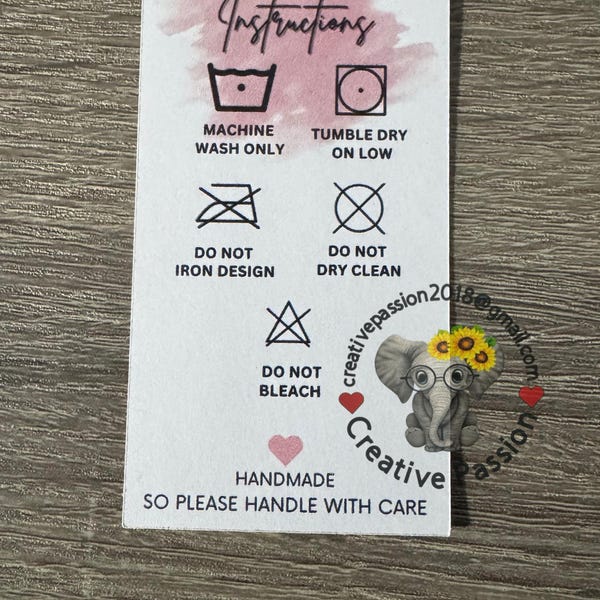 Instructions
MACHINE
WASH ONLY
TUMBLE DRY
ON LOW
DO NOT
IRON DESIGN
DO NOT
DRY CLEAN
DO NOT
BLEACH
HANDMADE
SO PLEASE HANDLE WITH CARE
creativepassion2018@gmail.com
Creative Passion